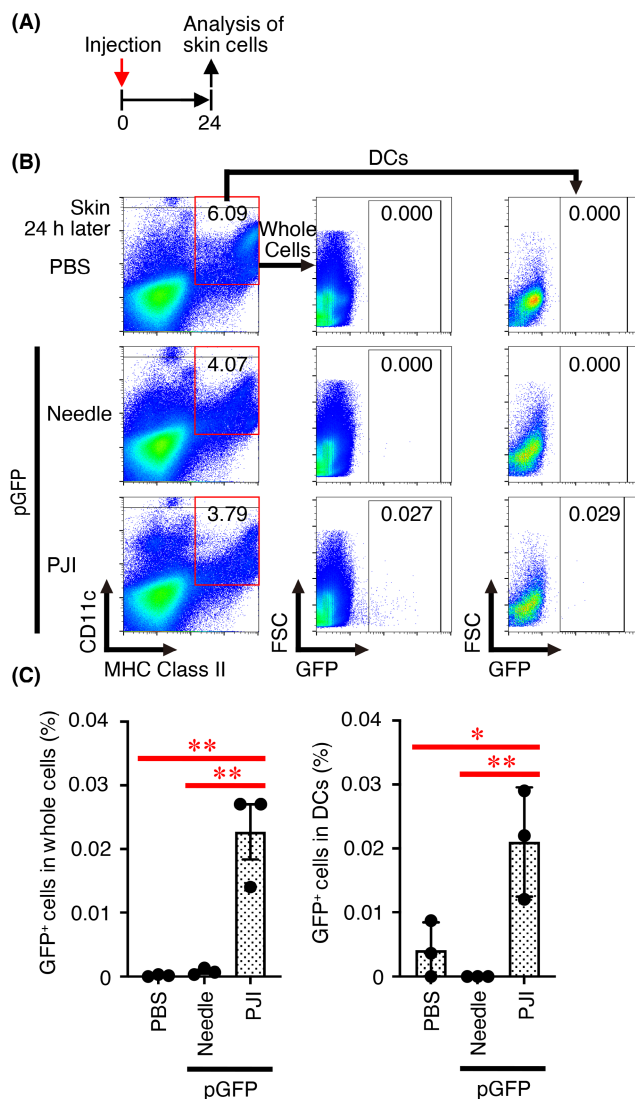 (A)
Injection
Analysis of
skin cells
0
24
(B)
DCs
Skin
24 h later
PBS
6.09
Whole
Cells
0.000
0.000
pGFP
Needle
4.07
0.000
0.000
PJI
3.79
0.027
0.029
CD11c
MHC Class II
FSC
GFP
FSC
GFP
(C)
GFP⁺ cells in whole cells (%)
0.04
0.03
0.02
0.01
0
**
**
PBS
Needle
PJI
pGFP
GFP⁺ cells in DCs (%)
0.04
0.03
0.02
0.01
0
*
**
PBS
Needle
PJI
pGFP